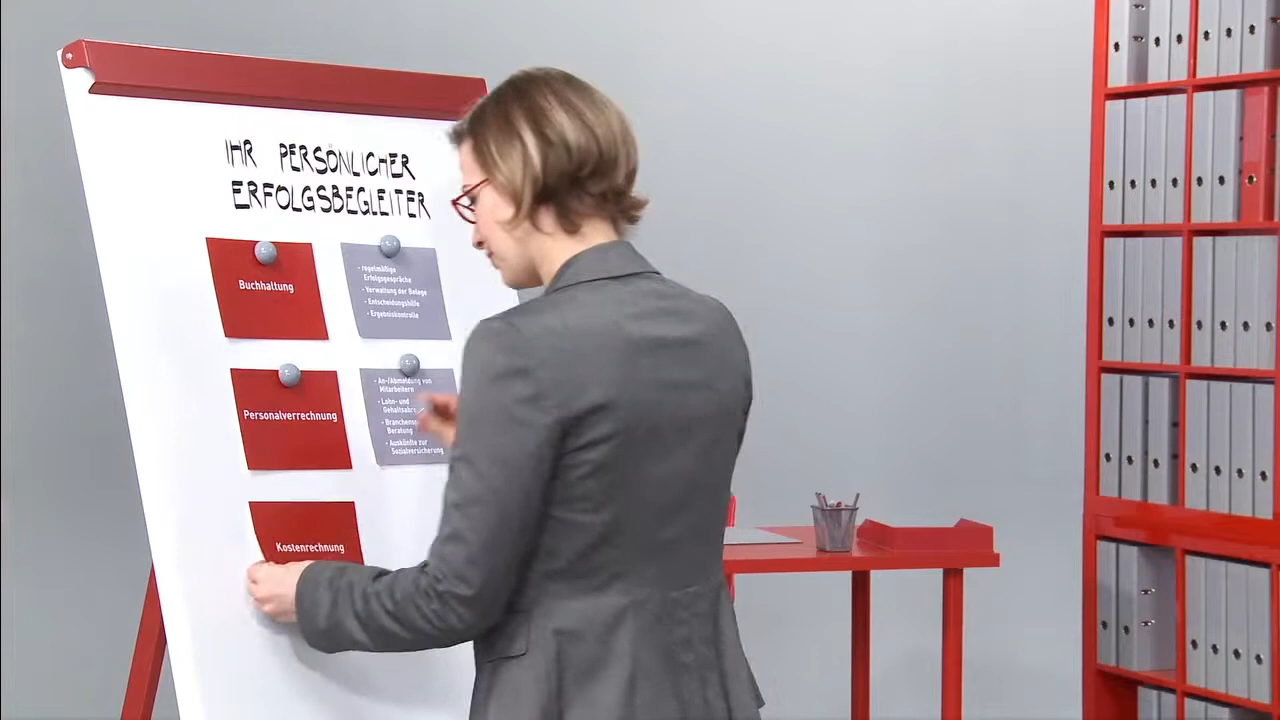 IHR PERSÖNLICHER
ERFOLGSBEGLEITER
Buchhaltung
- regelmäßige
Erfolgsgespräche
- Verwaltung der Belege
- Entscheidungshilfe
- Ergebniskontrolle
Personalverrechnung
- An-/Abmeldung von
Mitarbeitern
- Lohn- und
-
Beratung
- Auskünfte zur
Sozialversicherung
Kostenrechnung